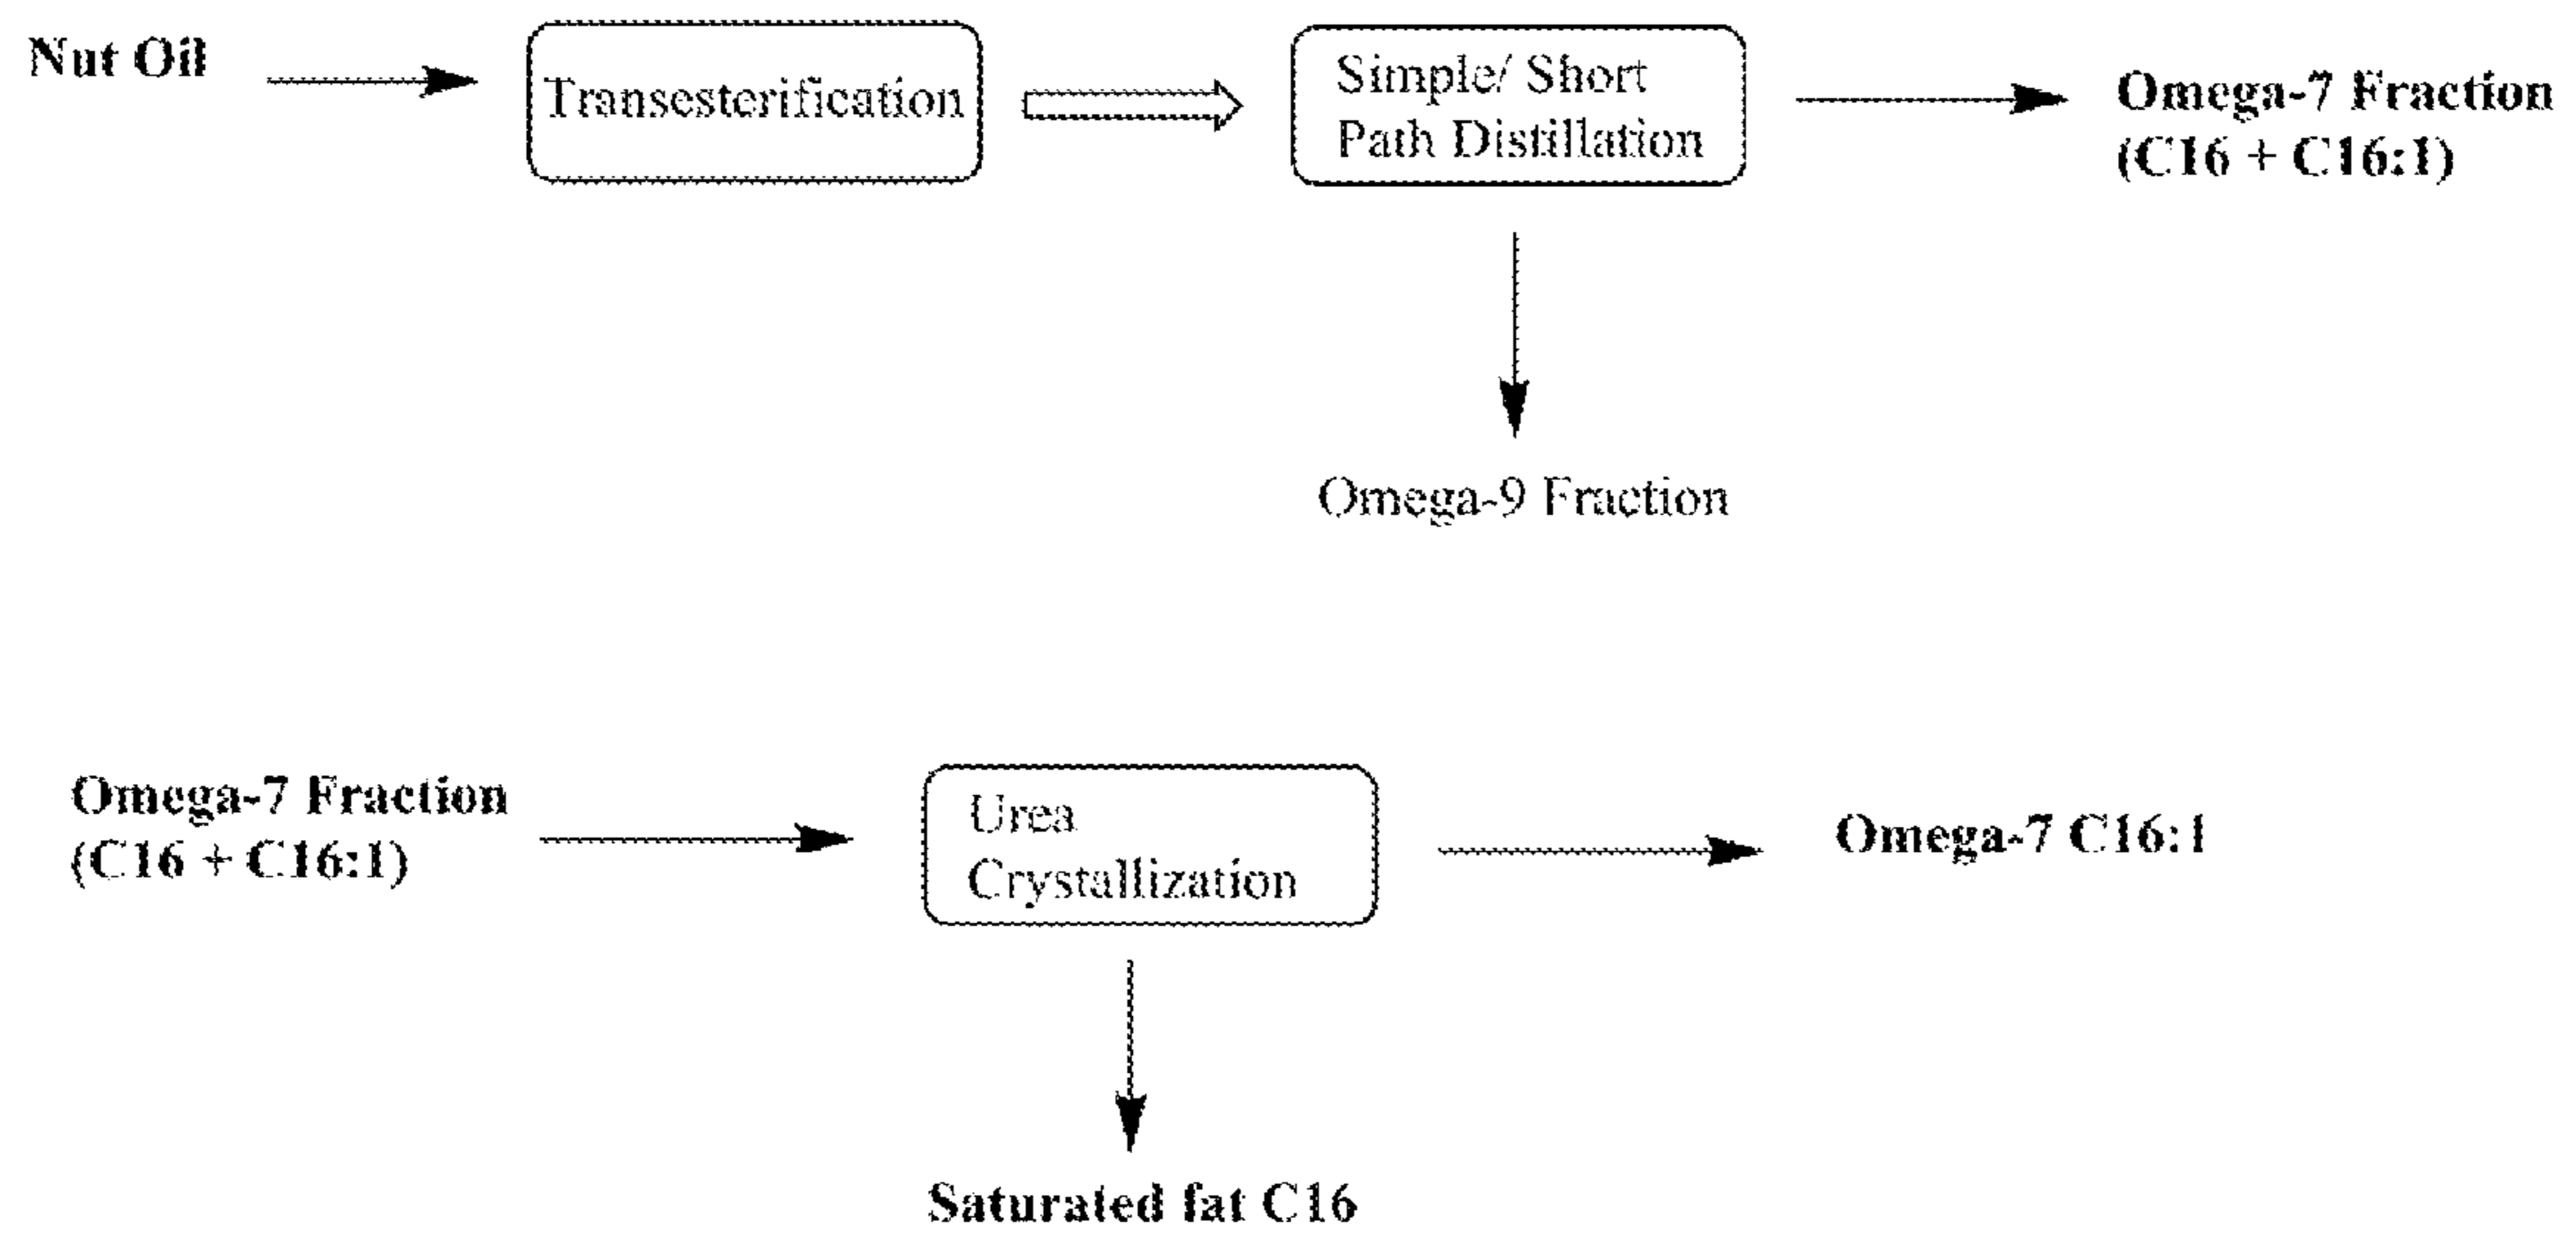 Nut Oil
Transesterification
Simple/ Short
Path Distillation
Omega-7 Fraction
(C16 + C16:1)
Omega-9 Fraction
Omega-7 Fraction
(C16 + C16:1)
Urea
Crystallization
Omega-7 C16:1
Saturated fat C16